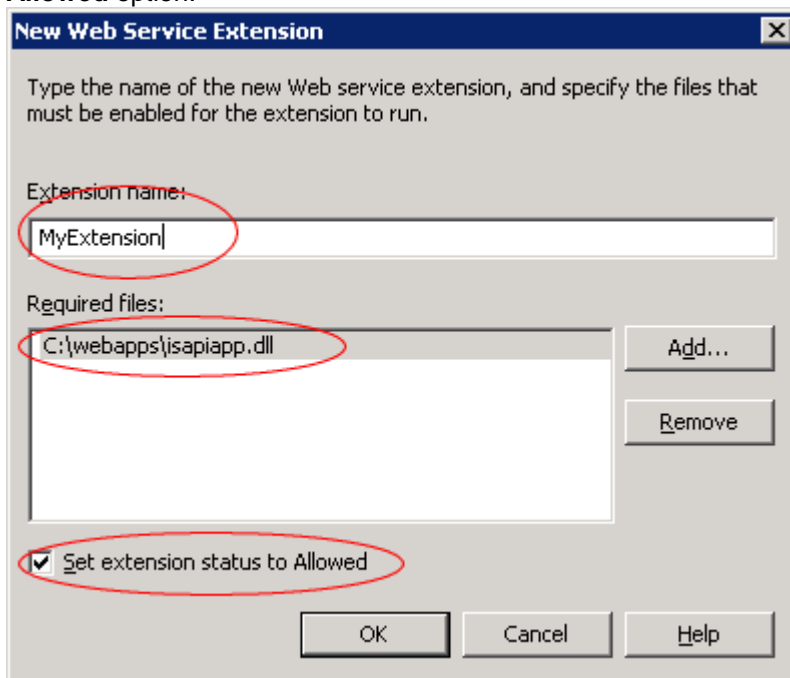 Allowed option.
New Web Service Extension
Type the name of the new Web service extension, and specify the files that
must be enabled for the extension to run.
Extension name:
MyExtension
Required files:
C:\webapps\isapiapp.dll
Add...
Remove
Set extension status to Allowed
OK Cancel Help